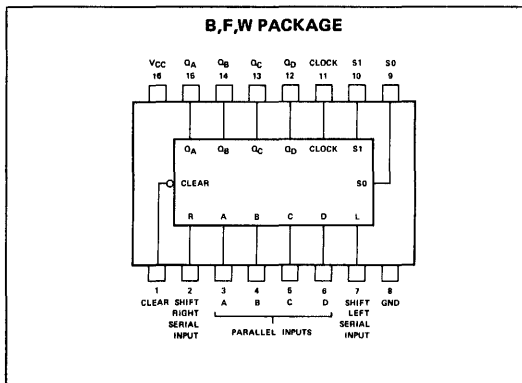 B,F,W PACKAGE
VCC QA QB QC QD CLOCK S1 S0
16 15 14 13 12 11 10 9
QA QB QC QD CLOCK S1
CLEAR S0
R A B C D L
1 2 3 4 5 6 7 8
CLEAR SHIFT A B C D SHIFT GND
RIGHT LEFT
SERIAL PARALLEL INPUTS SERIAL
INPUT INPUT